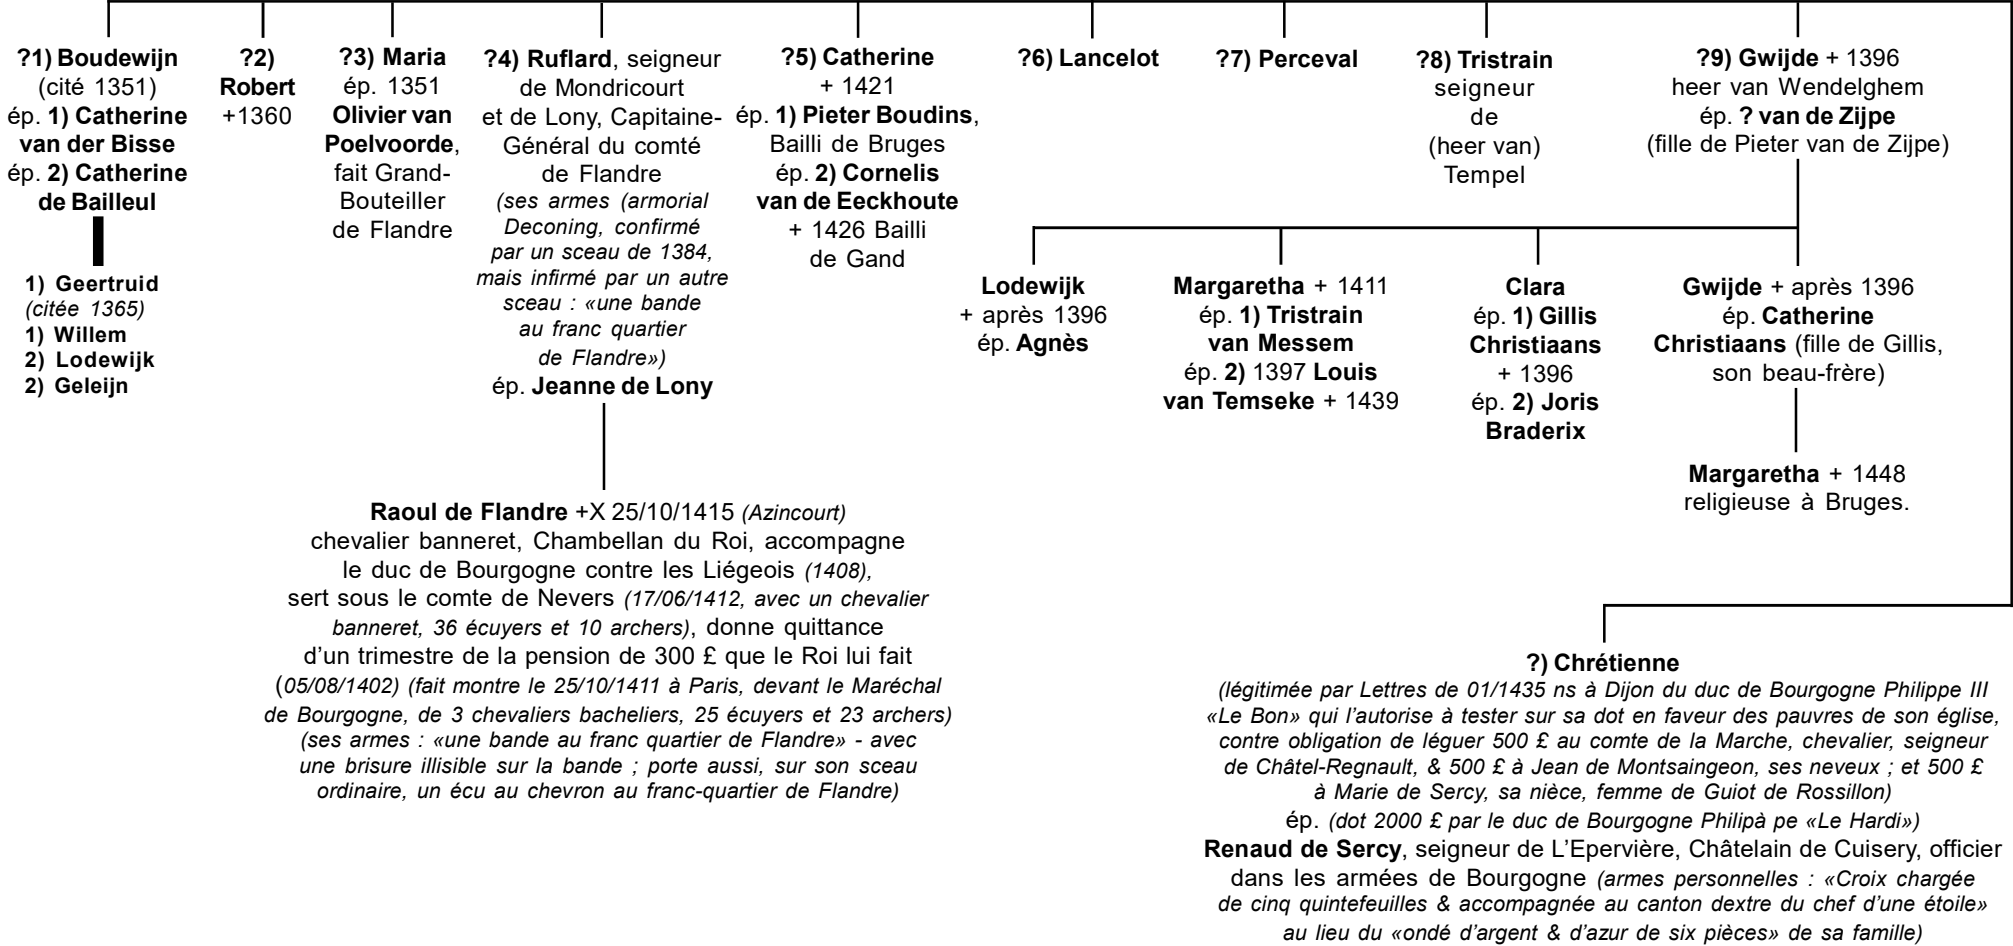 ?1) Boudewijn
(cité 1351)
ép. 1) Catherine
van der Bisse
ép. 2) Catherine
de Bailleul
1) Geertruid
(citée 1365)
1) Willem
2) Lodewijk
2) Geleijn
?2)
Robert
+1360
?3) Maria
ép. 1351
Olivier van
Poelvoorde,
fait Grand-
Bouteiller
de Flandre
?4) Ruflard, seigneur
de Mondricourt
et de Lony, Capitaine-
Général du comté
de Flandre
(ses armes (armorial
Deconing, confirmé
par un sceau de 1384,
mais infirmé par un autre
sceau : «une bande
au franc quartier
de Flandre»)
ép. Jeanne de Lony
Raoul de Flandre +X 25/10/1415 (Azincourt)
chevalier banneret, Chambellan du Roi, accompagne
le duc de Bourgogne contre les Liégeois (1408),
sert sous le comte de Nevers (17/06/1412, avec un chevalier
banneret, 36 écuyers et 10 archers), donne quittance
d'un trimestre de la pension de 300 £ que le Roi lui fait
(05/08/1402) (fait montre le 25/10/1411 à Paris, devant le Maréchal
de Bourgogne, de 3 chevaliers bacheliers, 25 écuyers et 23 archers)
(ses armes : «une bande au franc quartier de Flandre» - avec
une brisure illisible sur la bande ; porte aussi, sur son sceau
ordinaire, un écu au chevron au franc-quartier de Flandre)
?5) Catherine
+ 1421
ép. 1) Pieter Boudins,
Bailli de Bruges
ép. 2) Cornelis
van de Eeckhoute
+ 1426 Bailli
de Gand
?6) Lancelot
?7) Perceval
?8) Tristrain
seigneur
de
(heer van)
Tempel
?9) Gwijde + 1396
heer van Wendelghem
ép. ? van de Zijpe
(fille de Pieter van de Zijpe)
Lodewijk
+ après 1396
ép. Agnès
Margaretha + 1411
ép. 1) Tristrain
van Messem
ép. 2) 1397 Louis
van Temseke + 1439
Clara
ép. 1) Gillis
Christiaans
+ 1396
ép. 2) Joris
Braderix
Gwijde + après 1396
ép. Catherine
Christiaans (fille de Gillis,
son beau-frère)
Margaretha + 1448
religieuse à Bruges.
?) Chrétienne
(légitimée par Lettres de 01/1435 ns à Dijon du duc de Bourgogne Philippe III
«Le Bon» qui l'autorise à tester sur sa dot en faveur des pauvres de son église,
contre obligation de léguer 500 £ au comte de la Marche, chevalier, seigneur
de Châtel-Regnault, & 500 £ à Jean de Montsaingeon, ses neveux ; et 500 £
à Marie de Sercy, sa nièce, femme de Guiot de Rossillon)
ép. (dot 2000 £ par le duc de Bourgogne Philipà pe «Le Hardi»)
Renaud de Sercy, seigneur de L'Epervière, Châtelain de Cuisery, officier
dans les armées de Bourgogne (armes personnelles : «Croix chargée
de cinq quintefeuilles & accompagnée au canton dextre du chef d'une étoile»
au lieu du «ondé d'argent & d'azur de six pièces» de sa famille)